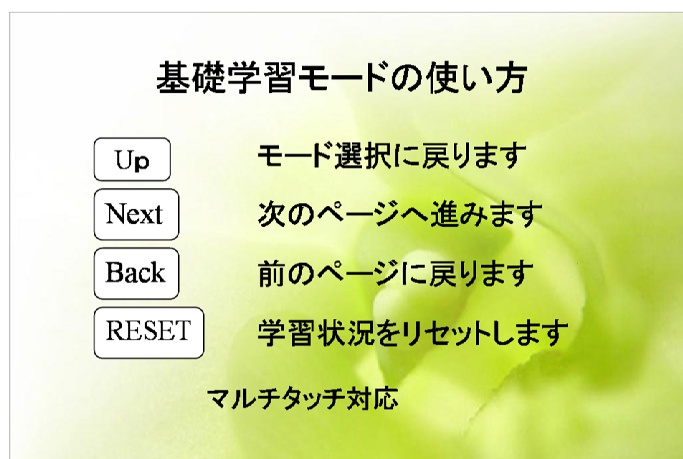 基礎学習モードの使い方
Up モード選択に戻ります
Next 次のページへ進みます
Back 前のページに戻ります
RESET 学習状況をリセットします
マルチタッチ対応